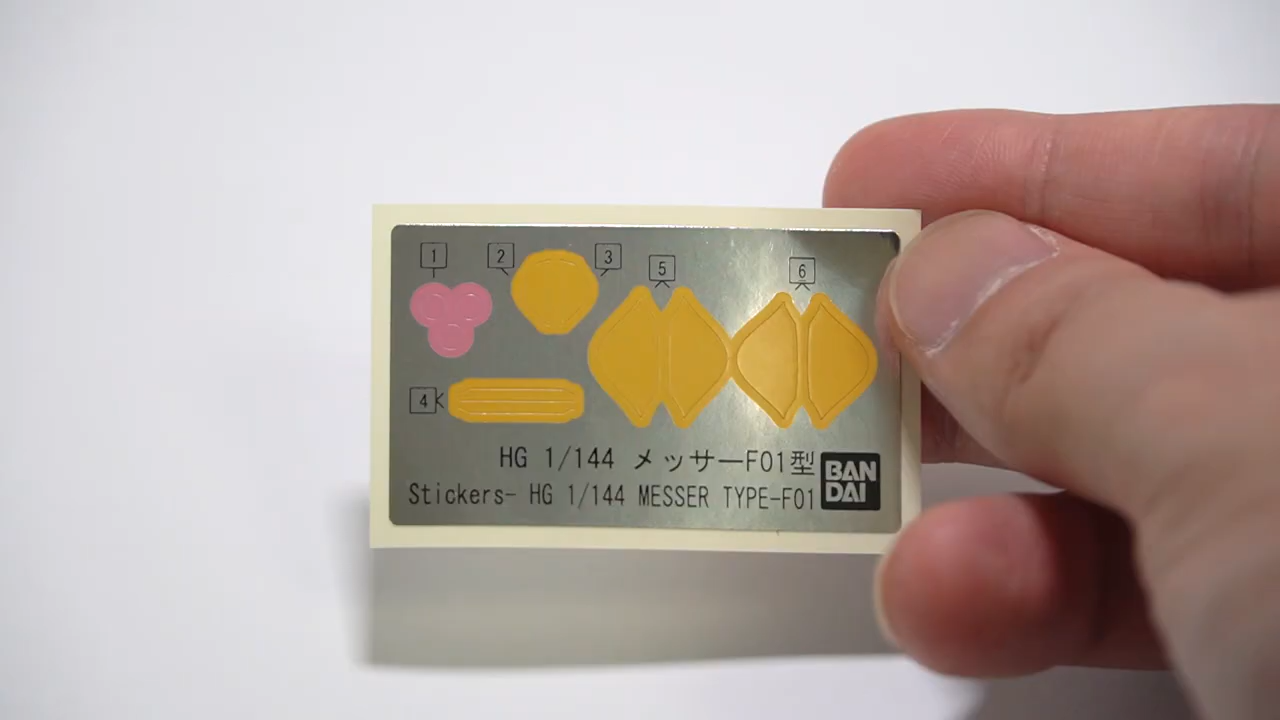 1
2
3
5
6
4
HG 1/144 メッサーF01型
Stickers- HG 1/144 MESSER TYPE-F01
BAN
DAI